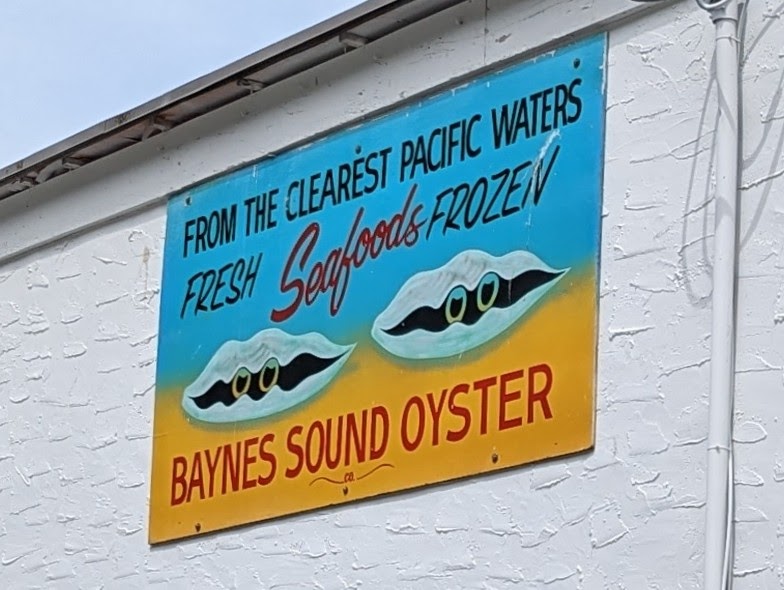 FROM THE CLEAREST PACIFIC WATERS
FRESH Seafoods FROZEN
BAYNES SOUND OYSTER
CO.